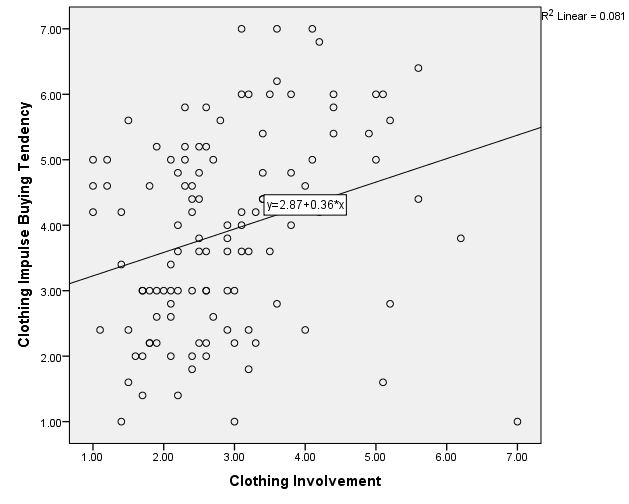 R² Linear = 0.081
7.00
6.00
5.00
4.00
3.00
2.00
1.00
Clothing Impulse Buying Tendency
y=2.87+0.36*x
1.00 2.00 3.00 4.00 5.00 6.00 7.00
Clothing Involvement